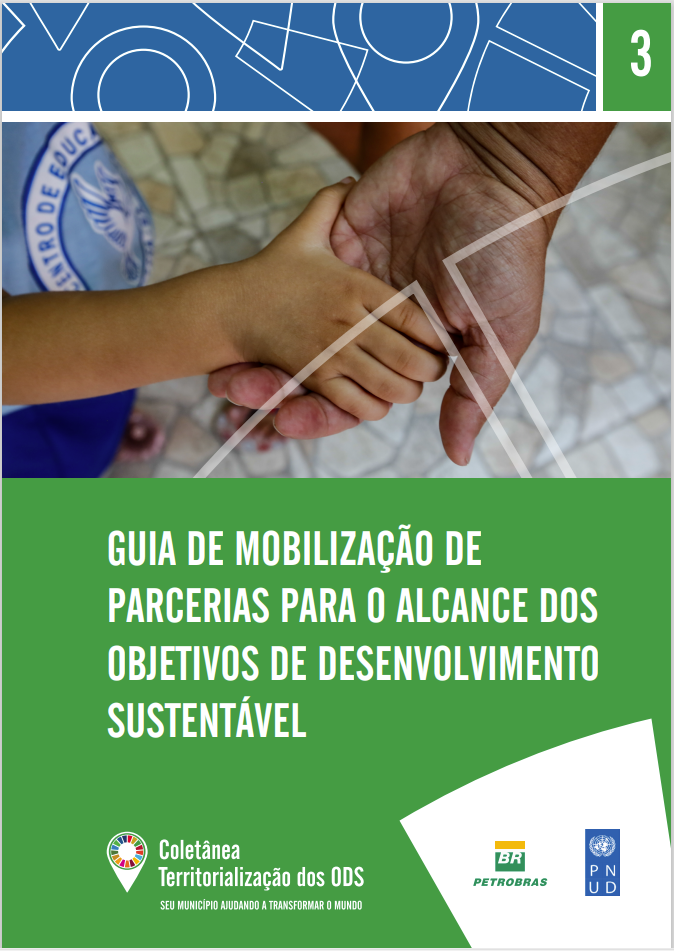 3
CENTRO DE EDUCA
GUIA DE MOBILIZAÇÃO DE
PARCERIAS PARA O ALCANCE DOS
OBJETIVOS DE DESENVOLVIMENTO
SUSTENTÁVEL
Coletânea
Territorialização dos ODS
SEU MUNICÍPIO AJUDANDO A TRANSFORMAR O MUNDO
BR
PETROBRAS
P N
U D